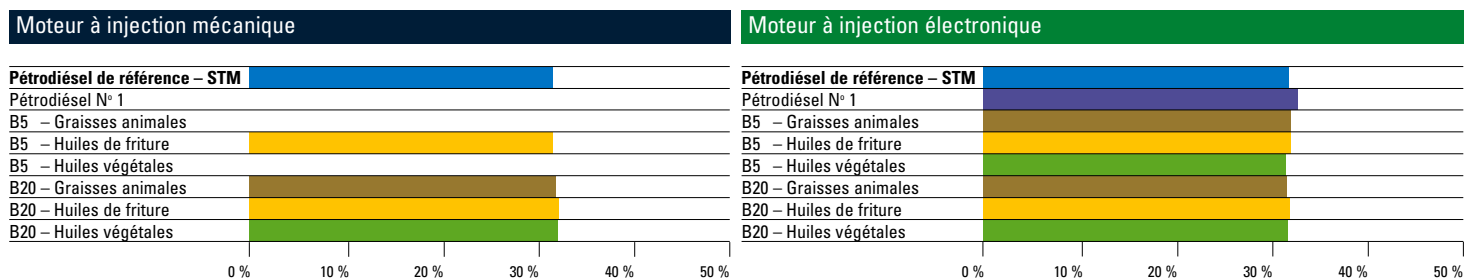 Moteur à injection mécanique
Pétrodiésel de référence – STM
Pétrodiésel Nº 1
B5 – Graisses animales
B5 – Huiles de friture
B5 – Huiles végétales
B20 – Graisses animales
B20 – Huiles de friture
B20 – Huiles végétales
0 % 10 % 20 % 30 % 40 % 50 %
Moteur à injection électronique
Pétrodiésel de référence – STM
Pétrodiésel Nº 1
B5 – Graisses animales
B5 – Huiles de friture
B5 – Huiles végétales
B20 – Graisses animales
B20 – Huiles de friture
B20 – Huiles végétales
0 % 10 % 20 % 30 % 40 % 50 %